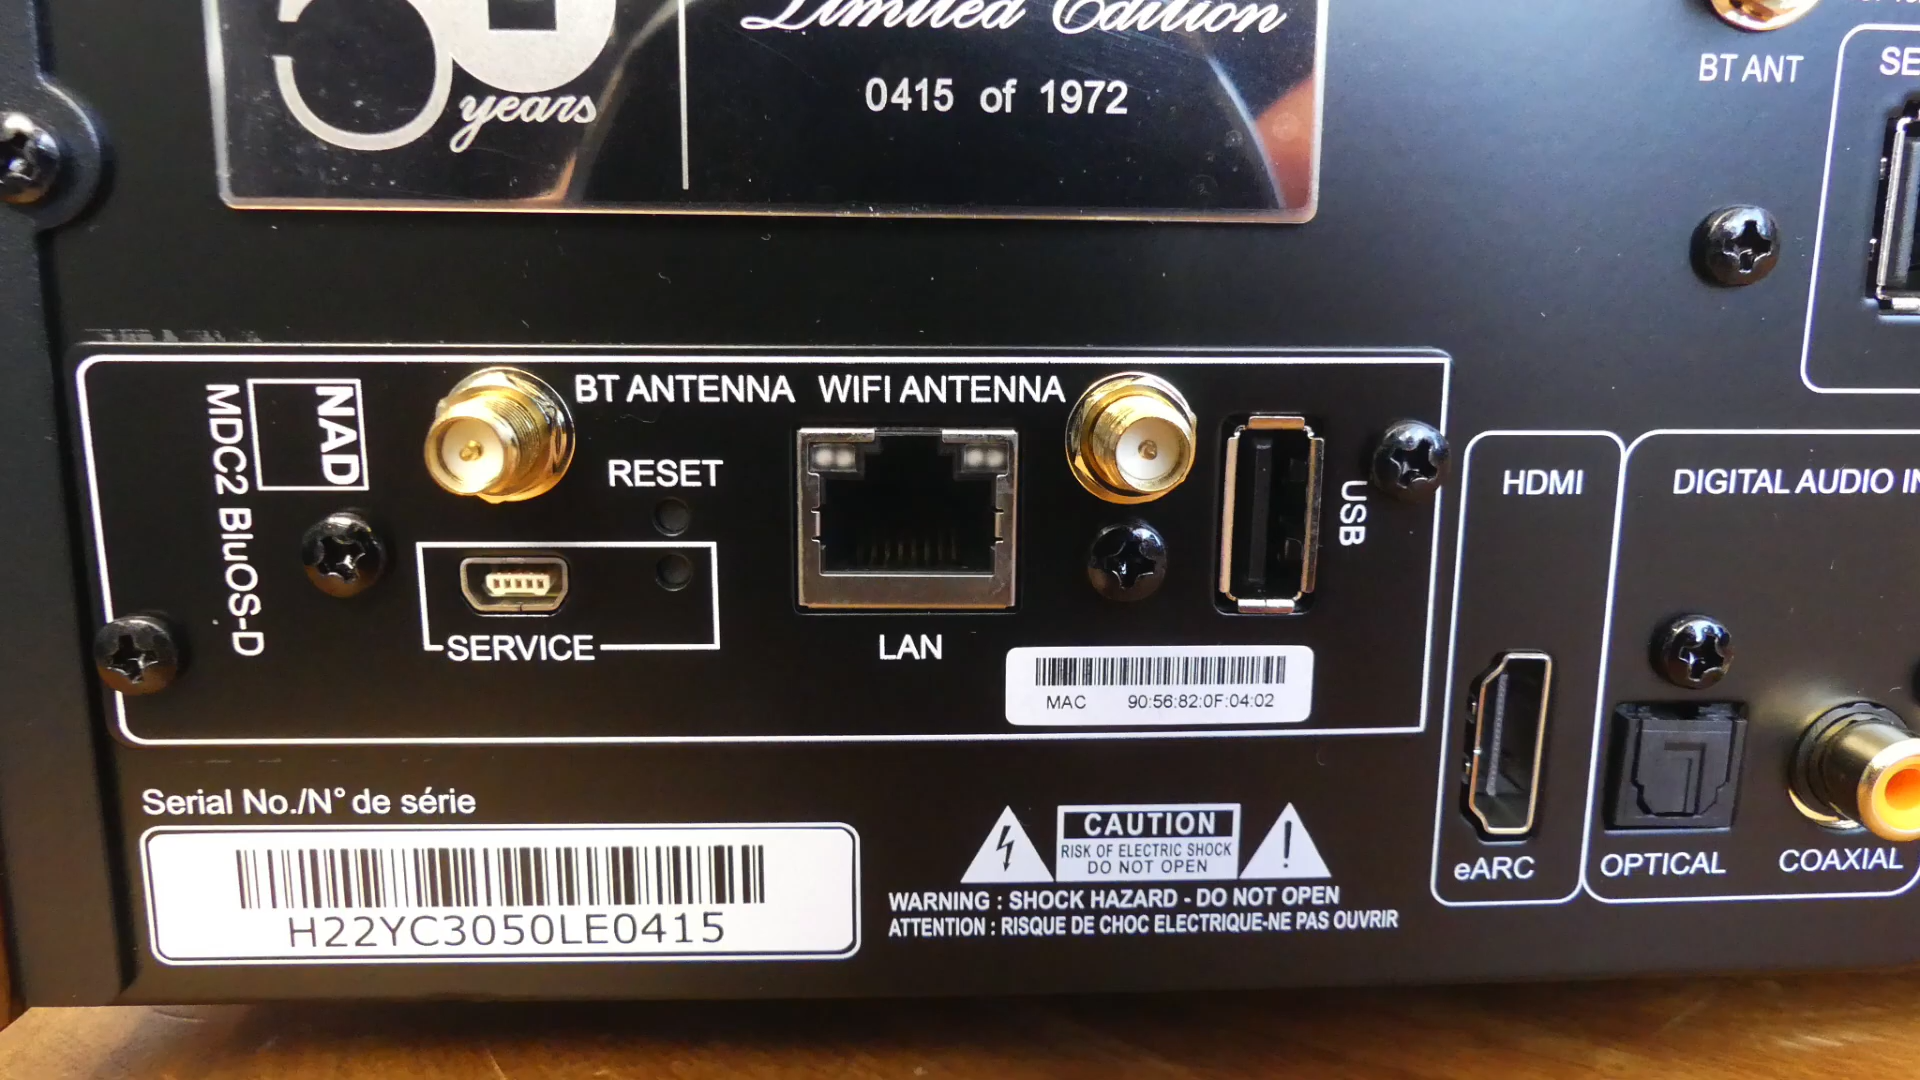 50
years
Limited Edition
0415 of 1972
BT ANT
NAD
MDC2 BluOS-D
BT ANTENNA
WIFI ANTENNA
RESET
SERVICE
LAN
USB
MAC 90:56:82:0F:04:02
HDMI
eARC
DIGITAL AUDIO IN
OPTICAL
COAXIAL
Serial No./N° de série
H22YC3050LE0415
CAUTION
RISK OF ELECTRIC SHOCK
DO NOT OPEN
WARNING : SHOCK HAZARD - DO NOT OPEN
ATTENTION : RISQUE DE CHOC ELECTRIQUE-NE PAS OUVRIR